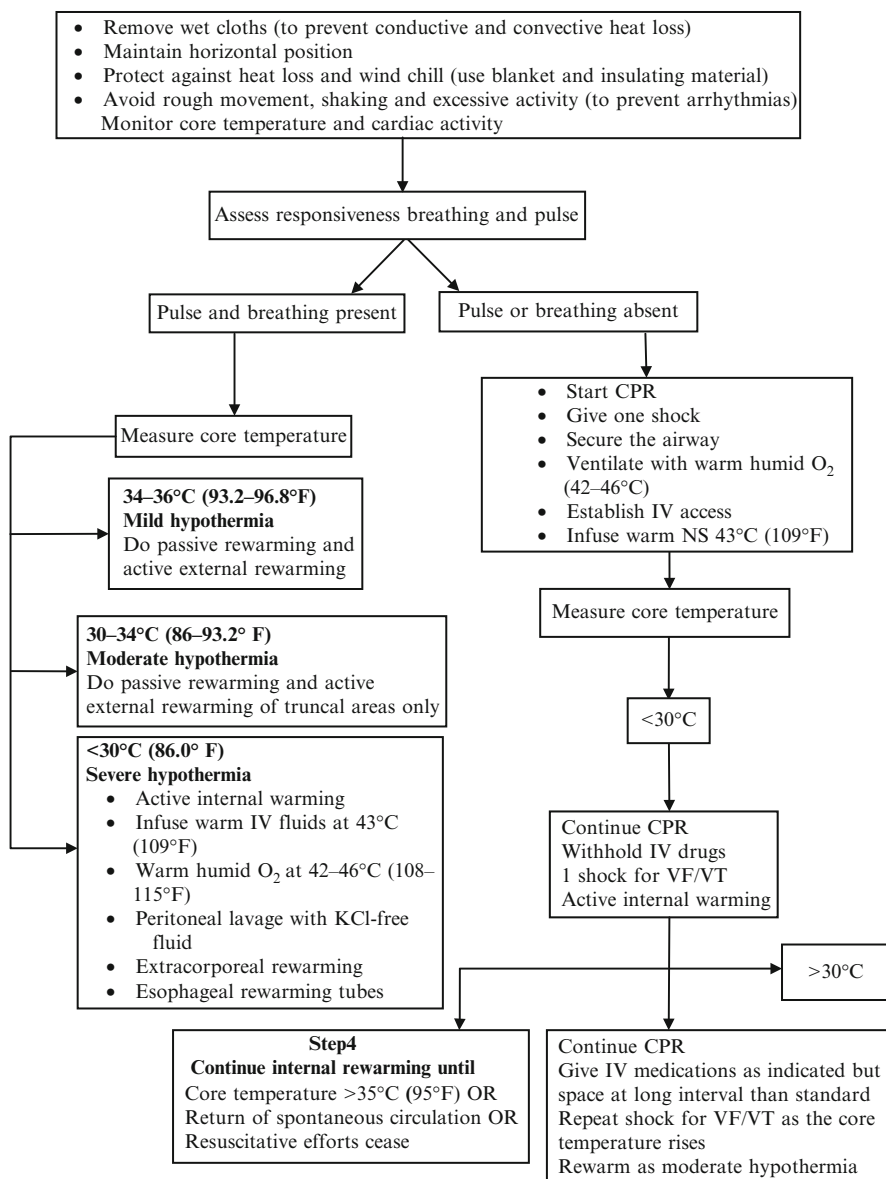 • Remove wet cloths (to prevent conductive and convective heat loss)
• Maintain horizontal position
• Protect against heat loss and wind chill (use blanket and insulating material)
• Avoid rough movement, shaking and excessive activity (to prevent arrhythmias)
Monitor core temperature and cardiac activity
Assess responsiveness breathing and pulse
Pulse and breathing present
Measure core temperature
34–36°C (93.2–96.8°F)
Mild hypothermia
Do passive rewarming and
active external rewarming
30–34°C (86–93.2° F)
Moderate hypothermia
Do passive rewarming and active
external rewarming of truncal areas only
<30°C (86.0° F)
Severe hypothermia
• Active internal warming
• Infuse warm IV fluids at 43°C
(109°F)
• Warm humid O₂ at 42–46°C (108–
115°F)
• Peritoneal lavage with KCl-free
fluid
• Extracorporeal rewarming
• Esophageal rewarming tubes
Pulse or breathing absent
• Start CPR
• Give one shock
• Secure the airway
• Ventilate with warm humid O₂
(42–46°C)
• Establish IV access
• Infuse warm NS 43°C (109°F)
Measure core temperature
<30°C
Continue CPR
Withhold IV drugs
1 shock for VF/VT
Active internal warming
>30°C
Step4
Continue internal rewarming until
Core temperature >35°C (95°F) OR
Return of spontaneous circulation OR
Resuscitative efforts cease
Continue CPR
Give IV medications as indicated but
space at long interval than standard
Repeat shock for VF/VT as the core
temperature rises
Rewarm as moderate hypothermia